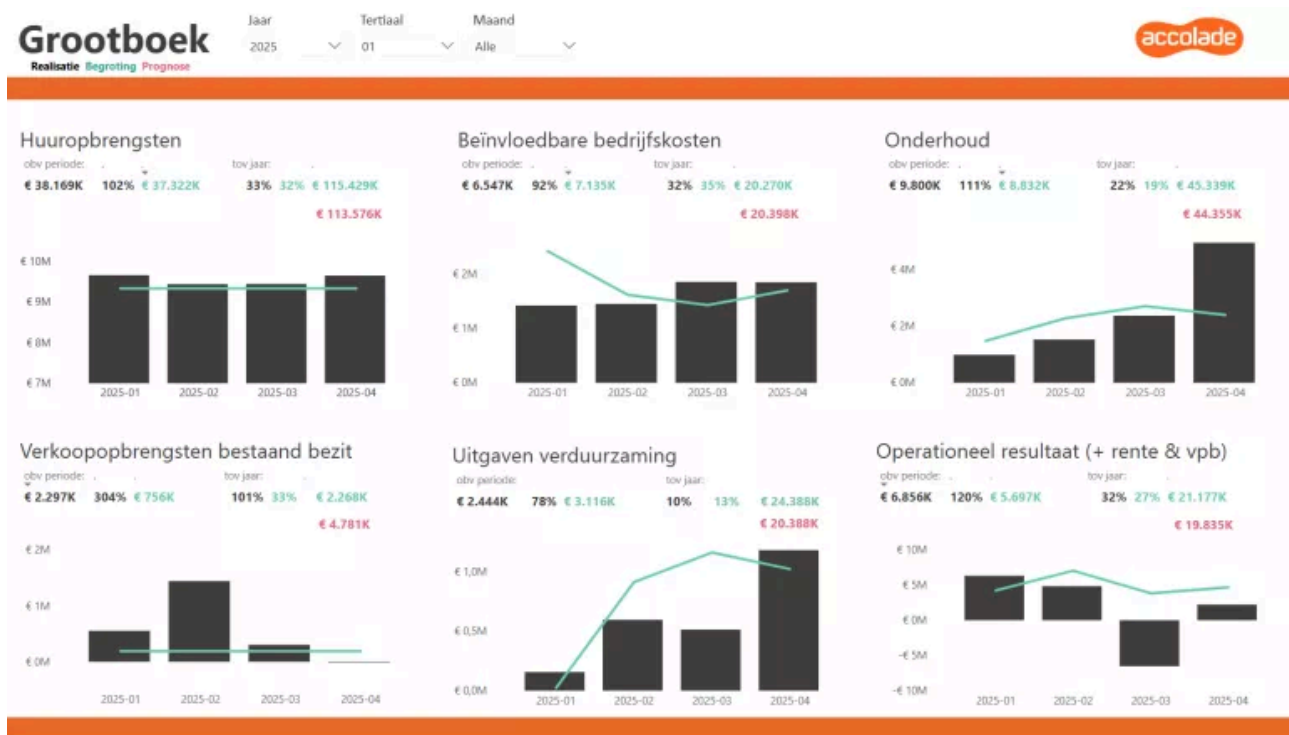 Grootboek
Realisatie Begroting Prognose
Jaar
2025
Tertiaal
01
Maand
Alle
accolade
Huuropbrengsten
obv periode: tov jaar:
€ 38.169K 102% € 37.322K 33% 32% € 115.429K
€ 113.576K
€ 10M
€ 9M
€ 8M
€ 7M
2025-01 2025-02 2025-03 2025-04
Beïnvloedbare bedrijfskosten
obv periode: tov jaar:
€ 6.547K 92% € 7.135K 32% 35% € 20.270K
€ 20.398K
€ 2M
€ 1M
€ 0M
2025-01 2025-02 2025-03 2025-04
Onderhoud
obv periode: tov jaar:
€ 9.800K 111% € 8.832K 22% 19% € 45.339K
€ 44.355K
€ 4M
€ 2M
€ 0M
2025-01 2025-02 2025-03 2025-04
Verkoopopbrengsten bestaand bezit
obv periode: tov jaar:
€ 2.297K 304% € 756K 101% 33% € 2.268K
€ 4.781K
€ 2M
€ 1M
€ 0M
2025-01 2025-02 2025-03 2025-04
Uitgaven verduurzaming
obv periode: tov jaar:
€ 2.444K 78% € 3.116K 10% 13% € 24.388K
€ 20.388K
€ 1,0M
€ 0,5M
€ 0,0M
2025-01 2025-02 2025-03 2025-04
Operationeel resultaat (+ rente & vpb)
obv periode: tov jaar:
€ 6.856K 120% € 5.697K 32% 27% € 21.177K
€ 19.835K
€ 10M
€ 5M
€ 0M
-€ 5M
-€ 10M
2025-01 2025-02 2025-03 2025-04